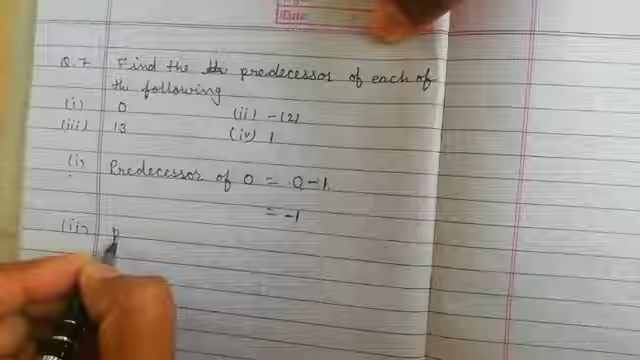 Date
Q.7 Find the predecessor of each of
the following
(i) 0 (ii) -121
(iii) 13 (iv) 1
(i) Predecessor of 0 = 0-1
= -1
(ii) P